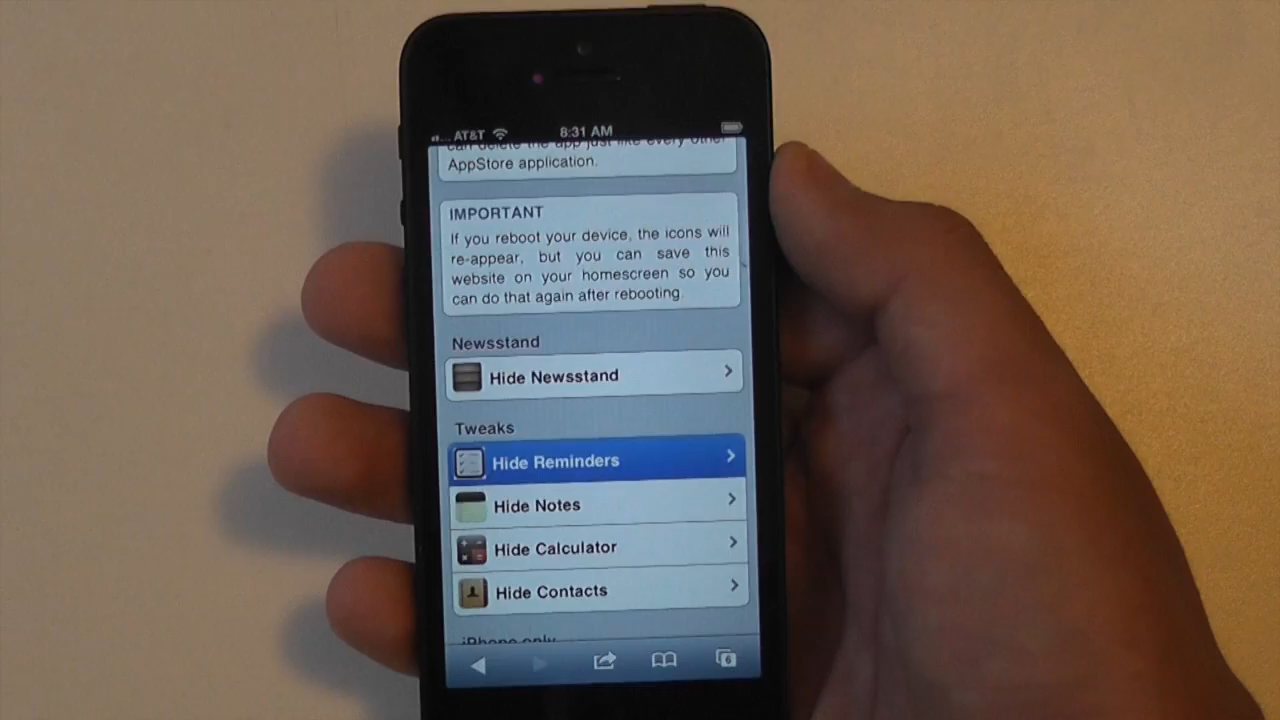 AT&T 8:31 AM
can delete the app just like every other
AppStore application.
IMPORTANT
If you reboot your device, the icons will
re-appear, but you can save this
website on your homescreen so you
can do that again after rebooting.
Newsstand
Hide Newsstand
Tweaks
Hide Reminders
Hide Notes
Hide Calculator
Hide Contacts
iPhone only
6